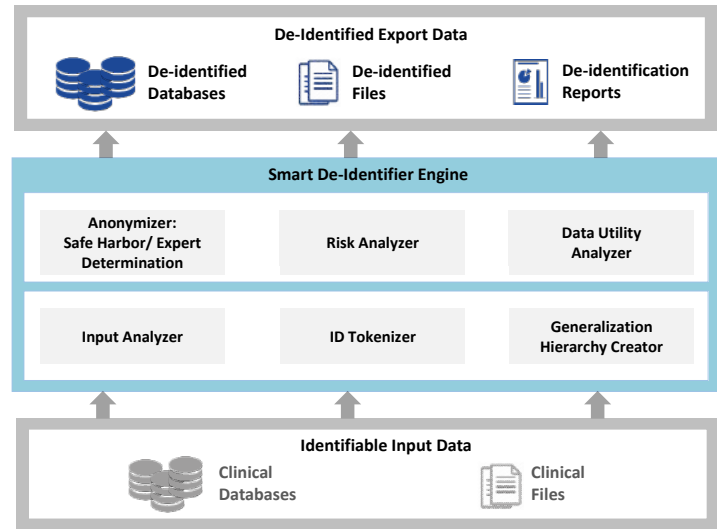 De-Identified Export Data
De-identified
Databases
De-identified
Files
De-identification
Reports
Smart De-Identifier Engine
Anonymizer:
Safe Harbor/ Expert
Determination
Risk Analyzer
Data Utility
Analyzer
Input Analyzer
ID Tokenizer
Generalization
Hierarchy Creator
Identifiable Input Data
Clinical
Databases
Clinical
Files